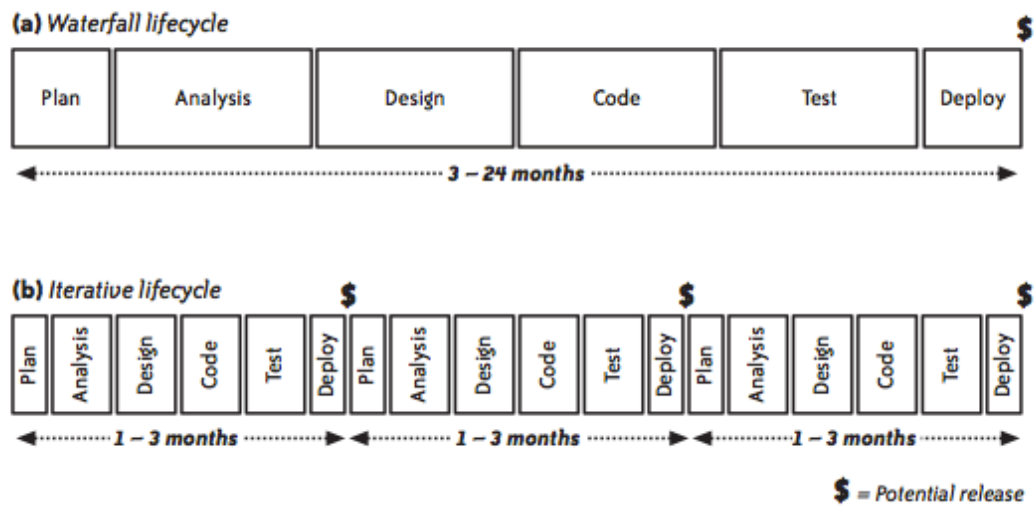 (a) Waterfall lifecycle
$
Plan Analysis Design Code Test Deploy
3 – 24 months
(b) Iterative lifecycle
$ $ $
Plan Analysis Design Code Test Deploy Plan Analysis Design Code Test Deploy Plan Analysis Design Code Test Deploy
1 – 3 months 1 – 3 months 1 – 3 months
$ = Potential release